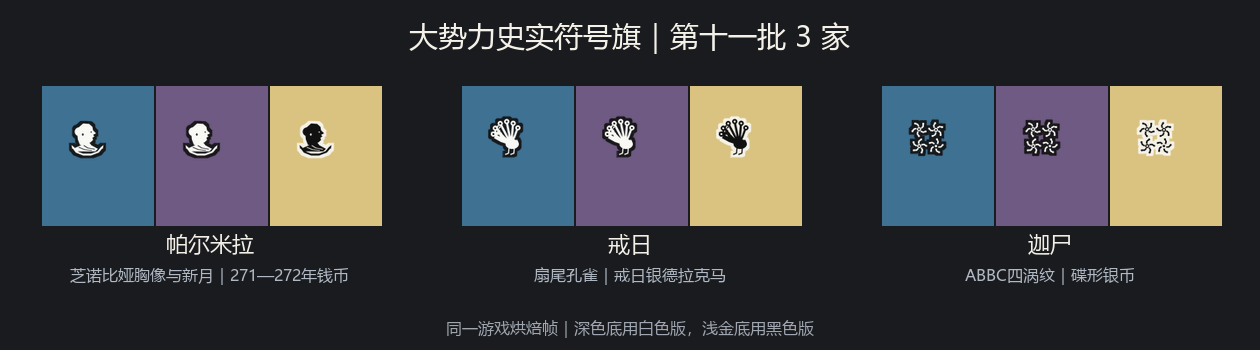 大势力史实符号旗｜第十一批 3 家
帕尔米拉
芝诺比娅胸像与新月｜271—272年钱币
戒日
扇尾孔雀｜戒日银德拉克马
迦尸
ABBC四涡纹｜碟形银币
同一游戏烘焙帧｜深色底用白色版，浅金底用黑色版